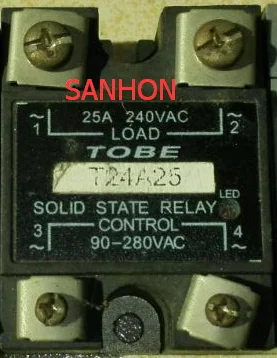 SANHON
25A 240VAC
~ 1 LOAD ~ 2
TOBE
T24A25
LED
SOLID STATE RELAY
3 CONTROL 4
~ 90-280VAC ~